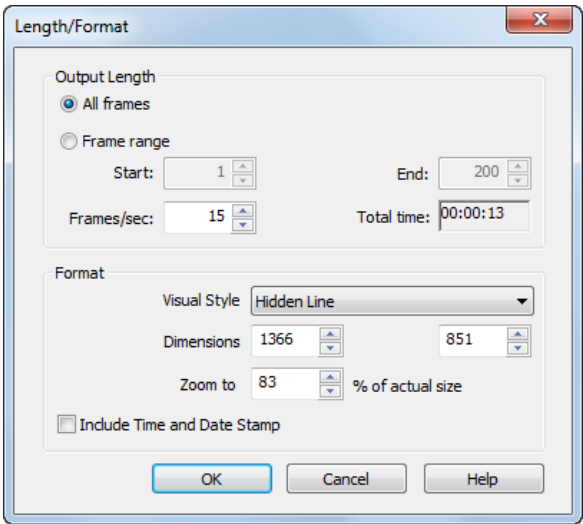 Length/Format
Output Length
All frames
Frame range
Start: 1 End: 200
Frames/sec: 15 Total time: 00:00:13
Format
Visual Style Hidden Line
Dimensions 1366 851
Zoom to 83 % of actual size
Include Time and Date Stamp
OK Cancel Help